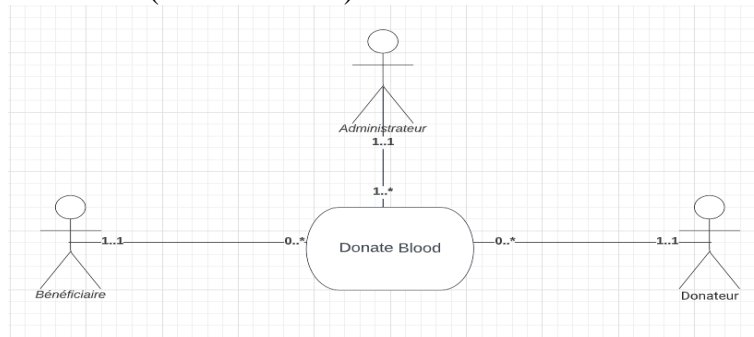 Administrateur
1..1
1..*
1..1
0..*
Donate Blood
0..*
1..1
Bénéficiaire
Donateur